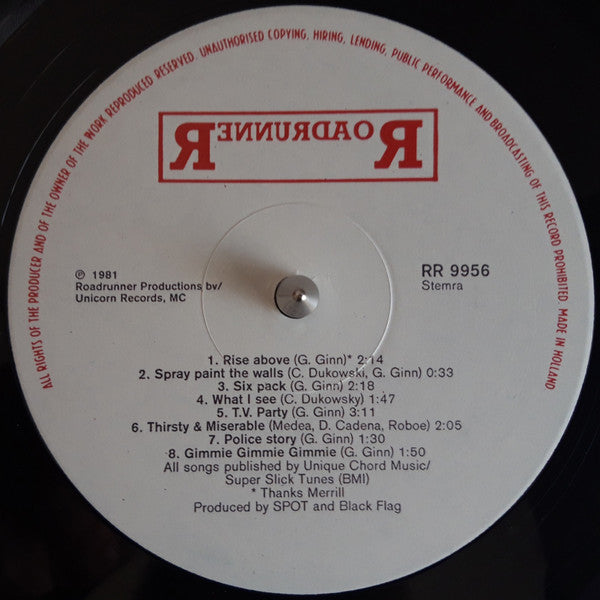 ALL RIGHTS OF THE PRODUCER AND OF THE OWNER OF THE WORK REPRODUCED RESERVED. UNAUTHORISED COPYING, HIRING, LENDING, PUBLIC PERFORMANCE AND BROADCASTING OF THIS RECORD PROHIBITED. MADE IN HOLLAND
ROADRUNNER
℗ 1981
Roadrunner Productions bv/
Unicorn Records, MC
RR 9956
Stemra
1. Rise above (G. Ginn)* 2:14
2. Spray paint the walls (C. Dukowski, G. Ginn) 0:33
3. Six pack (G. Ginn) 2:18
4. What I see (C. Dukowsky) 1:47
5. T.V. Party (G. Ginn) 3:11
6. Thirsty & Miserable (Medea, D. Cadena, Roboe) 2:05
7. Police story (G. Ginn) 1:30
8. Gimmie Gimmie Gimmie (G. Ginn) 1:50
All songs published by Unique Chord Music/
Super Slick Tunes (BMI)
* Thanks Merrill
Produced by SPOT and Black Flag